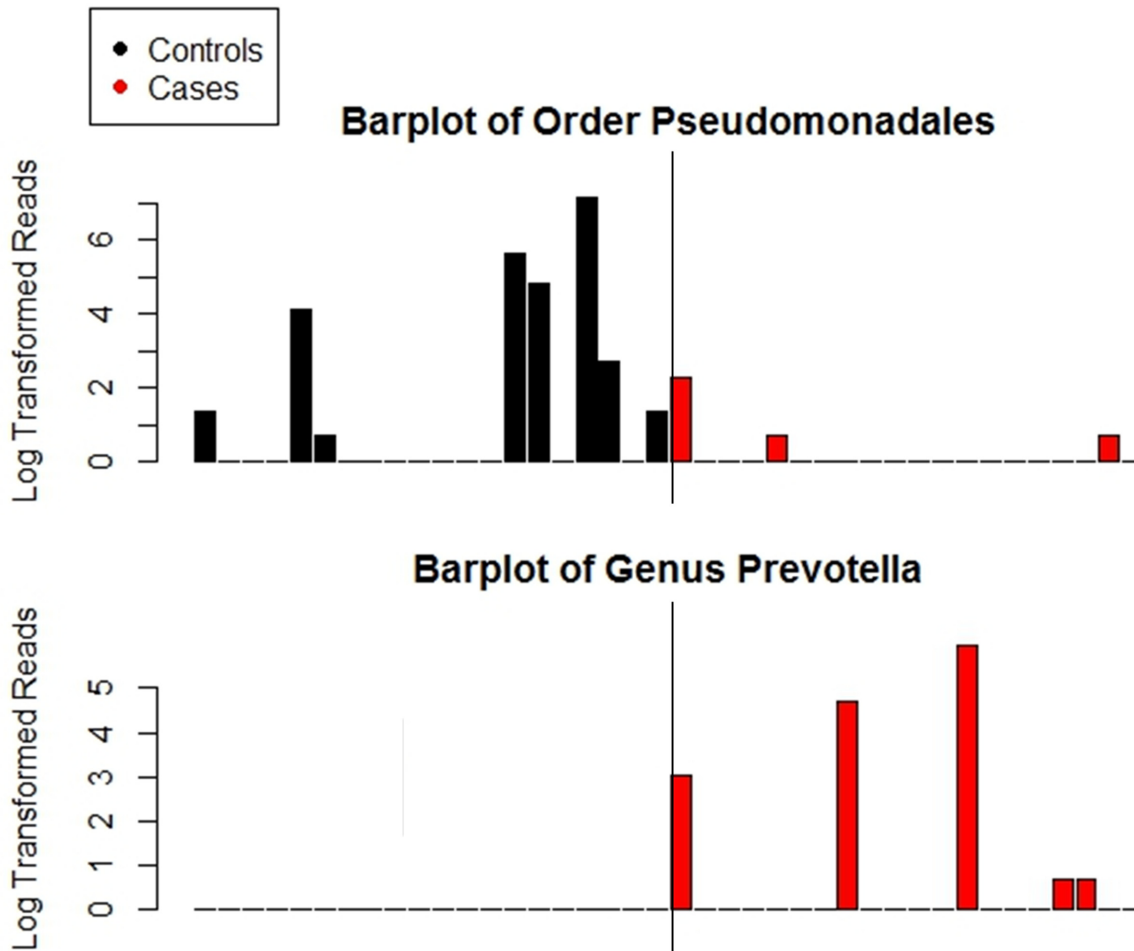 Controls
Cases
Barplot of Order Pseudomonadales
Log Transformed Reads
6
4
2
0
Barplot of Genus Prevotella
Log Transformed Reads
5
4
3
2
1
0